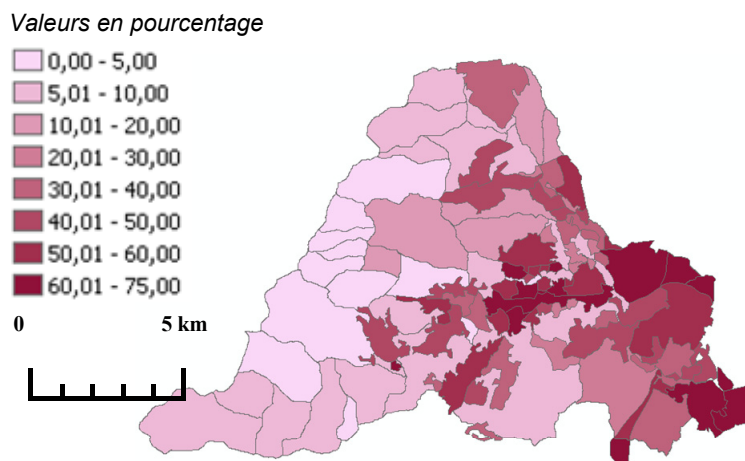 Valeurs en pourcentage
0,00 - 5,00
5,01 - 10,00
10,01 - 20,00
20,01 - 30,00
30,01 - 40,00
40,01 - 50,00
50,01 - 60,00
60,01 - 75,00
0 5 km